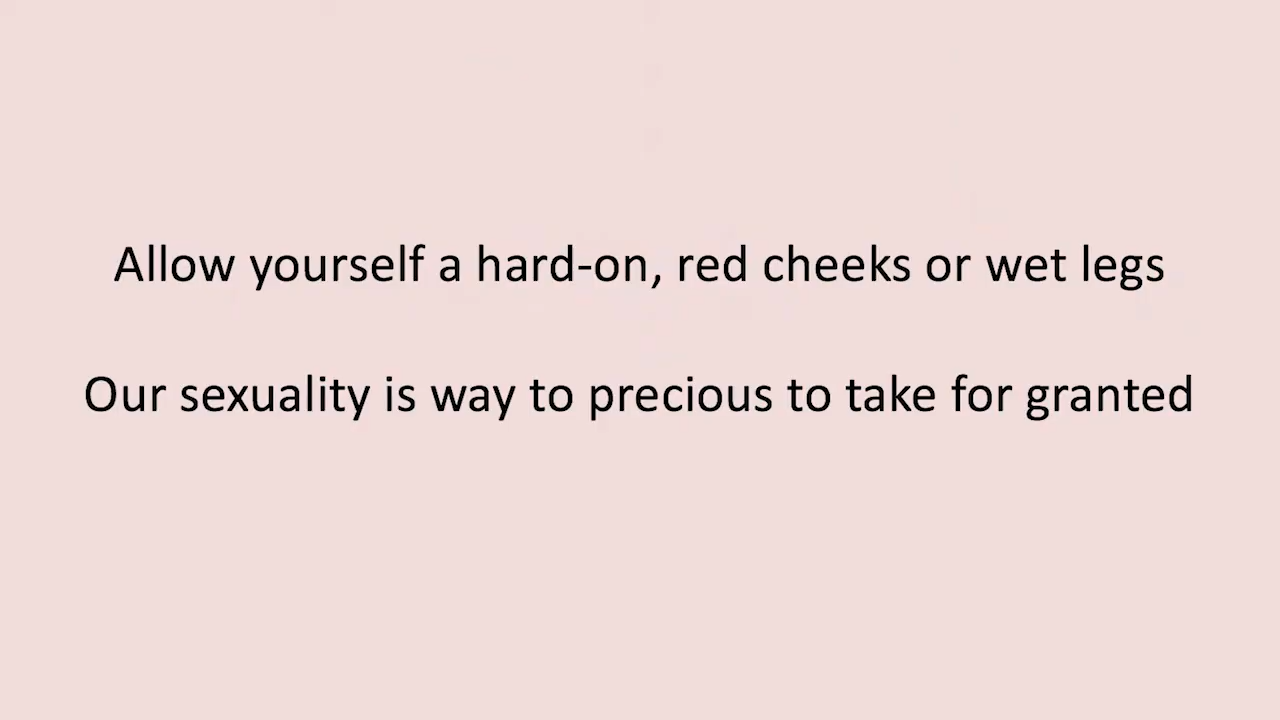 Allow yourself a hard-on, red cheeks or wet legs
Our sexuality is way to precious to take for granted